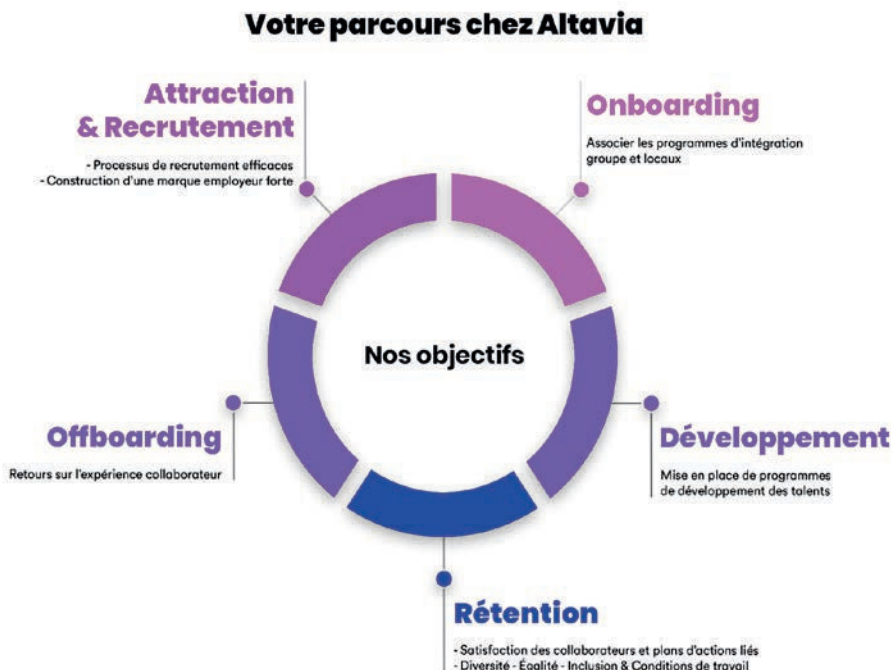 Votre parcours chez Altavia
Attraction
& Recrutement
- Processus de recrutement efficaces
- Construction d'une marque employeur forte
Onboarding
Associer les programmes d'intégration
groupe et locaux
Nos objectifs
Développement
Mise en place de programmes
de développement des talents
Rétention
- Satisfaction des collaborateurs et plans d'actions liés
- Diversité - Égalité - Inclusion & Conditions de travail
Offboarding
Retours sur l'expérience collaborateur